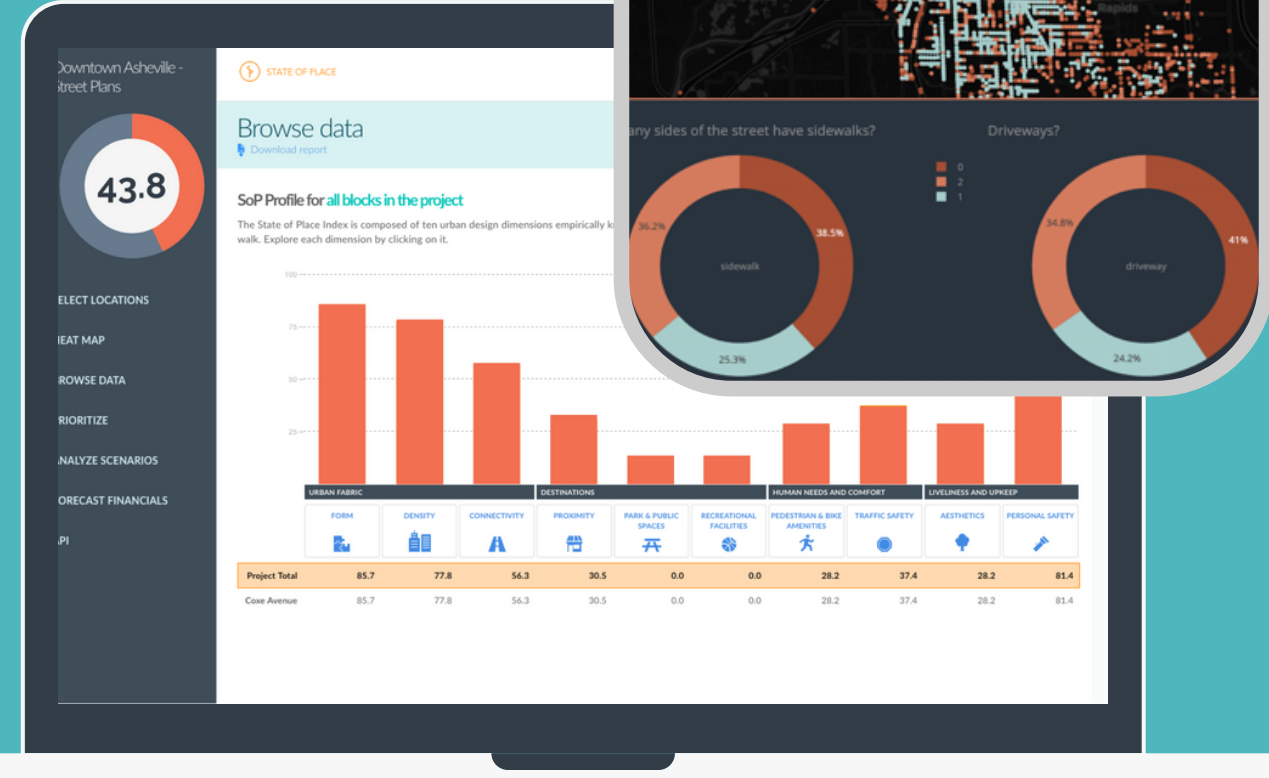 Downtown Asheville -
Street Plans
43.8
ELECT LOCATIONS
EAT MAP
ROWSE DATA
RIORITIZE
NALYZE SCENARIOS
ORECAST FINANCIALS
PI
STATE OF PLACE
Browse data
Download report
SoP Profile for all blocks in the project
The State of Place Index is composed of ten urban design dimensions empirically k
walk. Explore each dimension by clicking on it.
100
75
50
25
URBAN FABRIC
DESTINATIONS
HUMAN NEEDS AND COMFORT
LIVELINESS AND UPKEEP
FORM
DENSITY
CONNECTIVITY
PROXIMITY
PARK & PUBLIC
SPACES
RECREATIONAL
FACILITIES
PEDESTRIAN & BIKE
AMENITIES
TRAFFIC SAFETY
AESTHETICS
PERSONAL SAFETY
Project Total 85.7 77.8 56.3 30.5 0.0 0.0 28.2 37.4 28.2 81.4
Coxe Avenue 85.7 77.8 56.3 30.5 0.0 0.0 28.2 37.4 28.2 81.4
Rapids
any sides of the street have sidewalks?
36.2%
38.5%
sidewalk
25.3%
0
2
1
Driveways?
34.8%
41%
driveway
24.2%